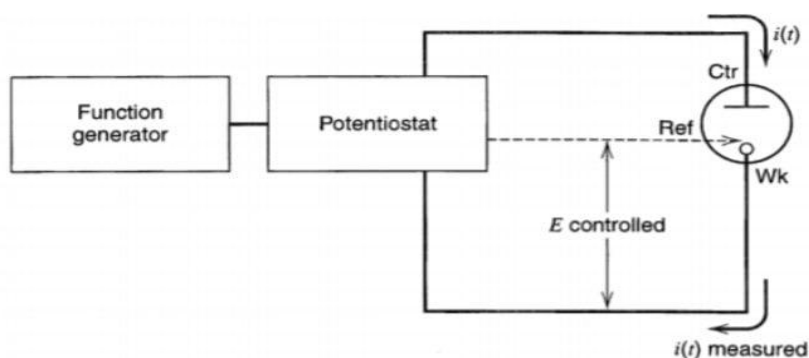 i(t)
Ctr
Function
generator
Potentiostat
Ref
Wk
E controlled
i(t) measured